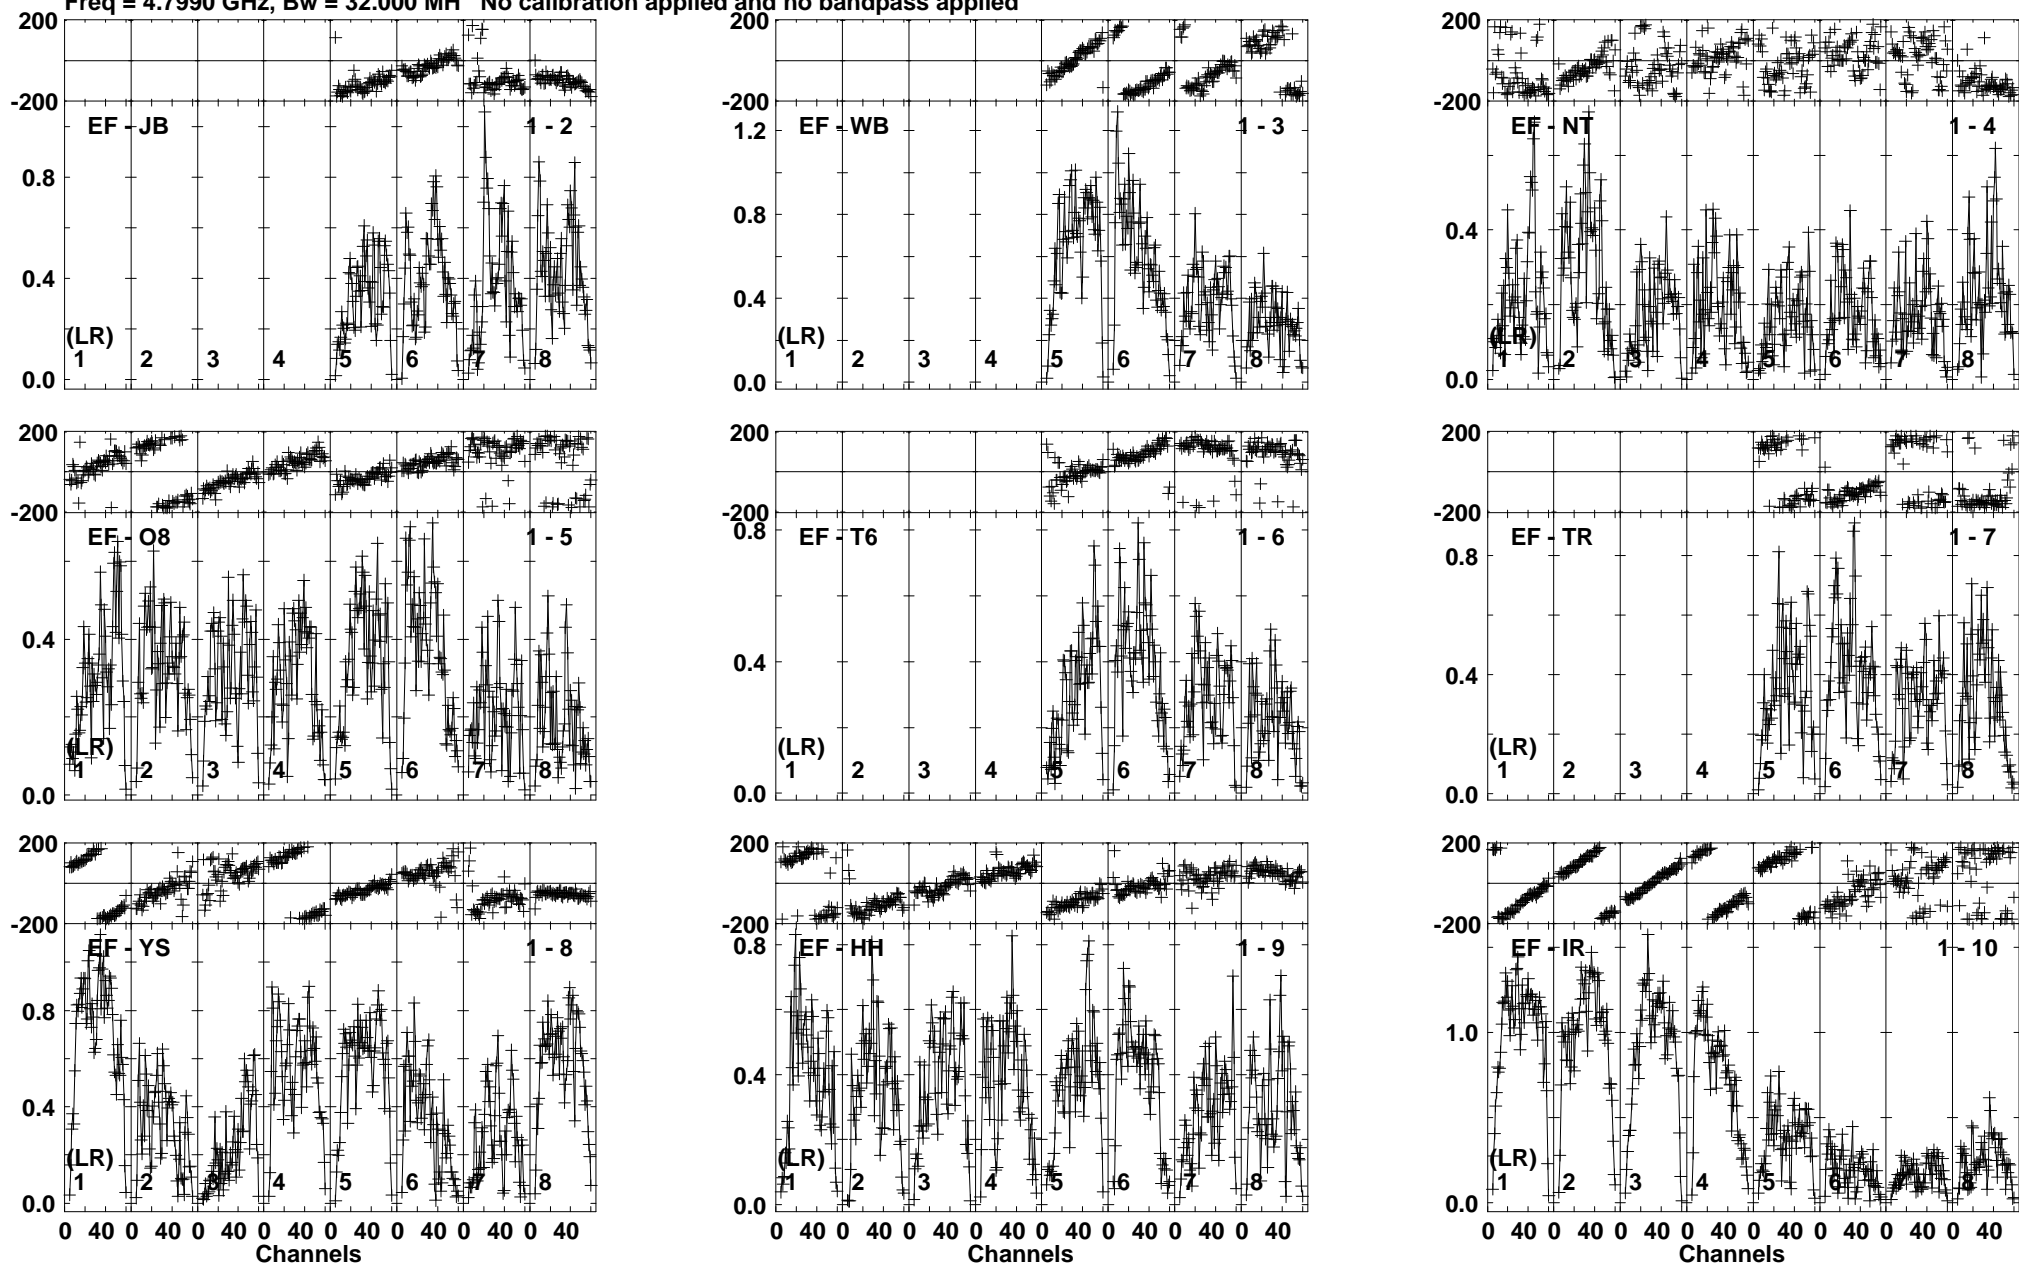 Freq = 4.7990 GHz, Bw = 32.000 MH No calibration applied and no bandpass applied
200 200 200
-200 -200 -200
EF - JB 1 - 2 EF - WB 1 - 3 EF - NT 1 - 4
1.2
0.8 0.8
0.4 0.4 0.4
(LR) (LR) (LR)
1 2 3 4 5 6 7 8 1 2 3 4 5 6 7 8 1 2 3 4 5 6 7 8
0.0 0.0 0.0
200 200 200
-200 -200 -200
EF - O8 1 - 5 EF - T6 1 - 6 EF - TR 1 - 7
0.8 0.8
0.4 0.4 0.4
(LR) (LR) (LR)
1 2 3 4 5 6 7 8 1 2 3 4 5 6 7 8 1 2 3 4 5 6 7 8
0.0 0.0 0.0
200 200 200
-200 -200 -200
EF - YS 1 - 8 EF - HH 1 - 9 EF - IR 1 - 10
0.8 0.8 1.0
0.4 0.4
(LR) (LR) (LR)
1 2 3 4 5 6 7 8 1 2 3 4 5 6 7 8 1 2 3 4 5 6 7 8
0.0 0.0 0.0
0 40 0 40 0 40 0 40 0 40 0 40 0 40 0 40 0 40 0 40 0 40 0 40 0 40 0 40 0 40 0 40 0 40 0 40 0 40 0 40 0 40 0 40 0 40 0 40
Channels Channels Channels